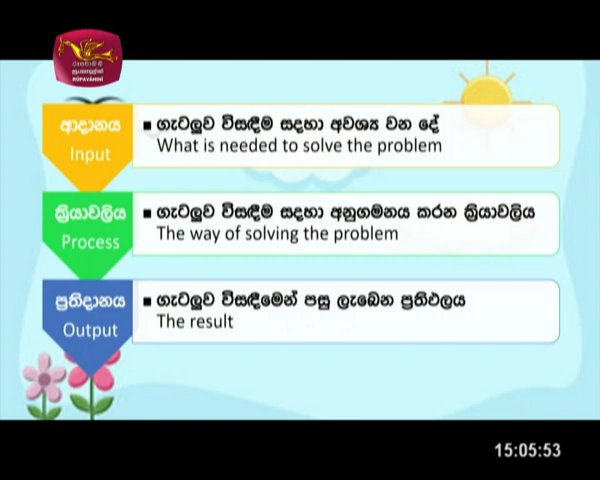 රූපවාහිනී
RUPAVAHINI
ආදානය
Input
■ ගැටලුව විසඳීම සඳහා අවශ්‍ය වන දේ
What is needed to solve the problem
ක්‍රියාවලිය
Process
■ ගැටලුව විසඳීම සඳහා අනුගමනය කරන ක්‍රියාවලිය
The way of solving the problem
ප්‍රතිදානය
Output
■ ගැටලුව විසඳීමෙන් පසු ලැබෙන ප්‍රතිඵලය
The result
15:05:53